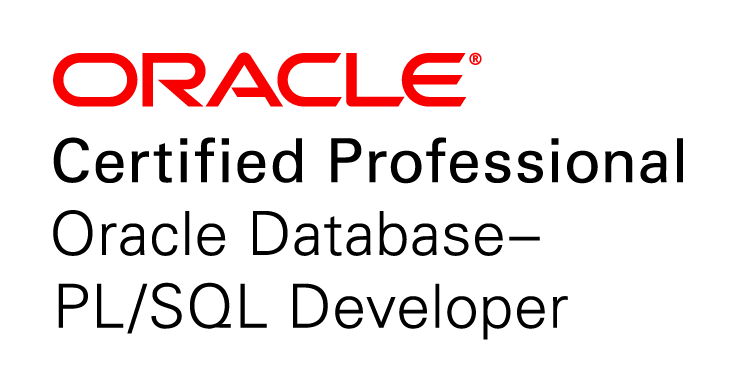 ORACLE®
Certified Professional
Oracle Database–
PL/SQL Developer